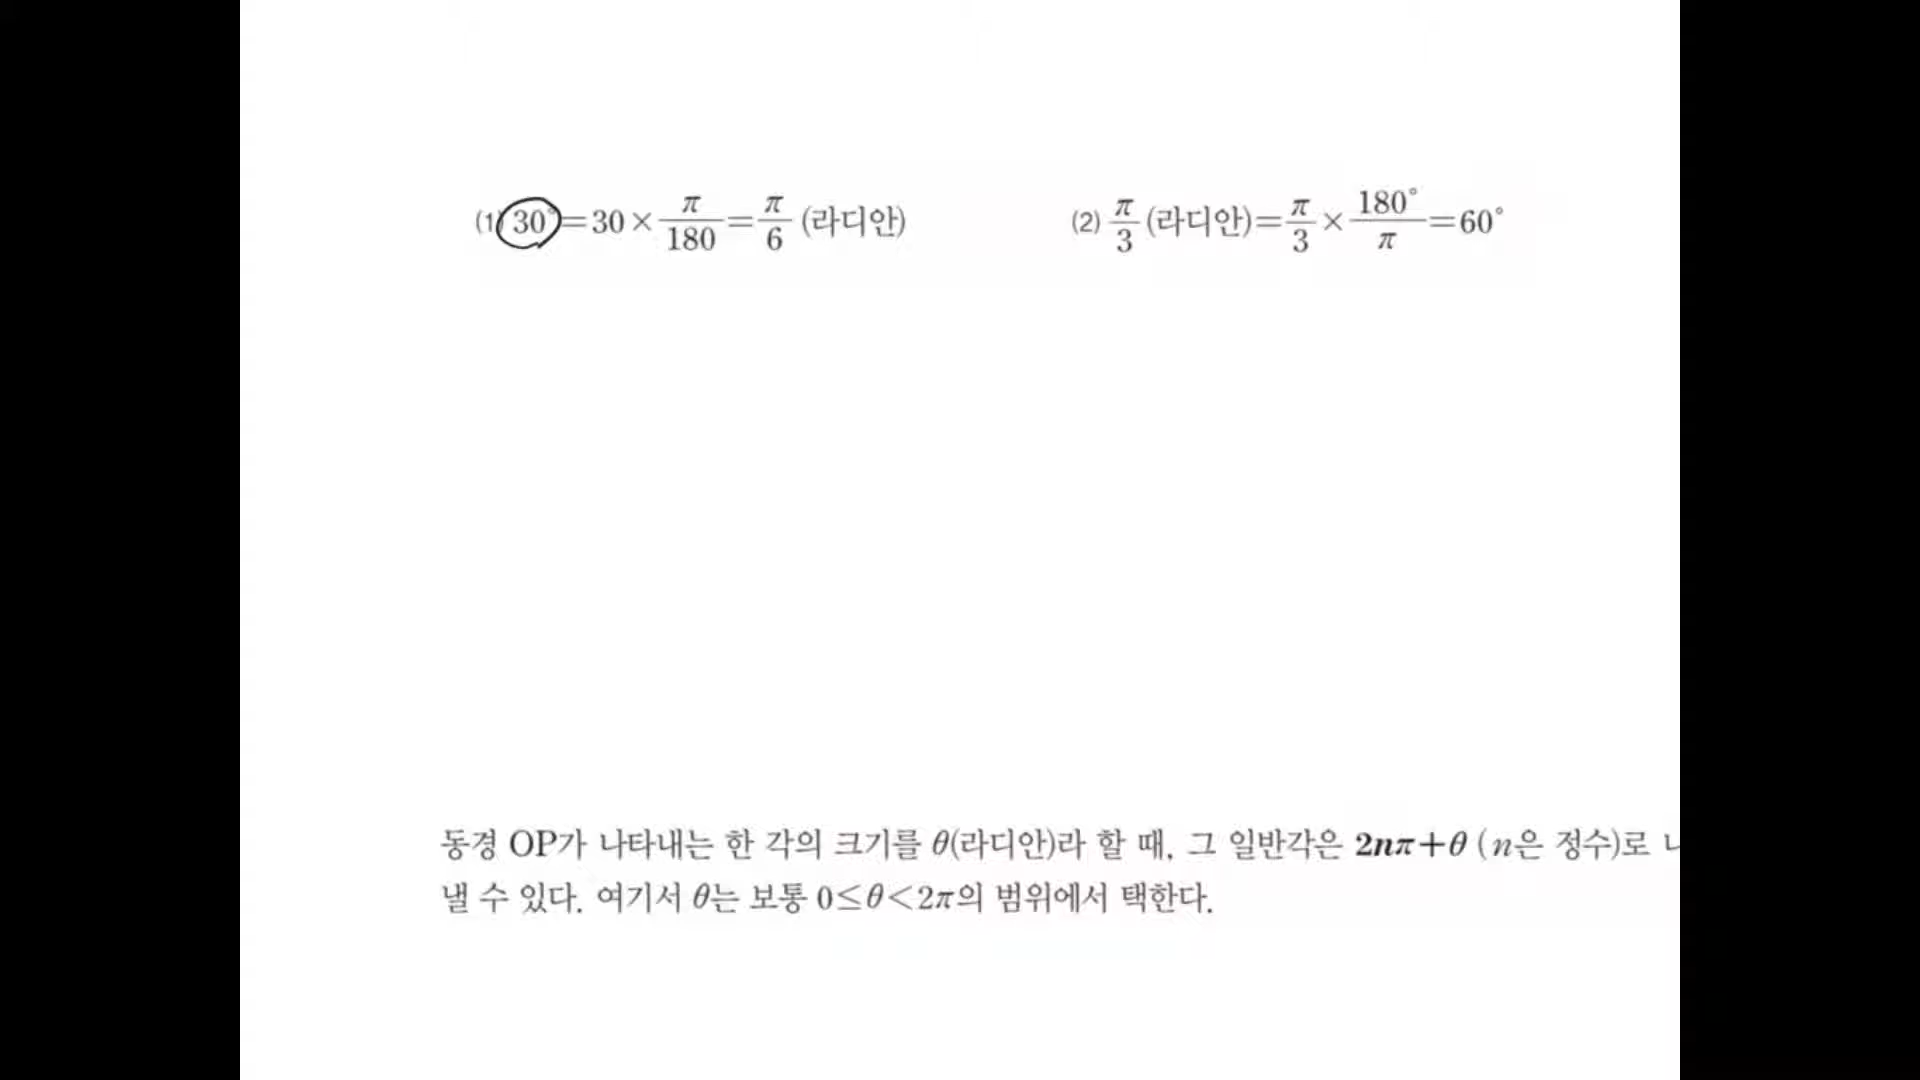 (1) 30°=30×π/180=π/6 (라디안)
(2) π/3 (라디안)=π/3×180°/π=60°
동경 OP가 나타내는 한 각의 크기를 θ(라디안)라 할 때, 그 일반각은 2nπ+θ (n은 정수)로
낼 수 있다. 여기서 θ는 보통 0≤θ<2π의 범위에서 택한다.